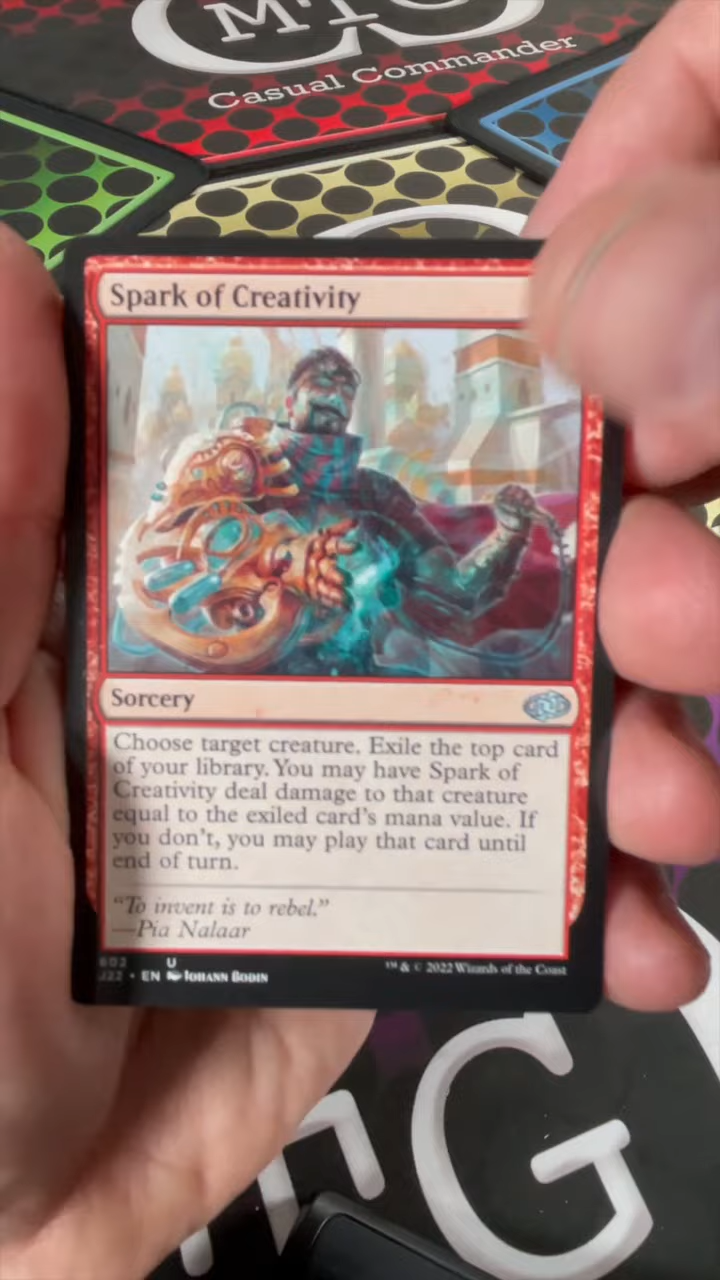 MTG
Casual Commander
Spark of Creativity
Sorcery
Choose target creature. Exile the top card
of your library. You may have Spark of
Creativity deal damage to that creature
equal to the exiled card's mana value. If
you don't, you may play that card until
end of turn.
“To invent is to rebel.”
—Pia Nalaar
U
J22 • EN Johann Bodin
™ & © 2022 Wizards of the Coast
G